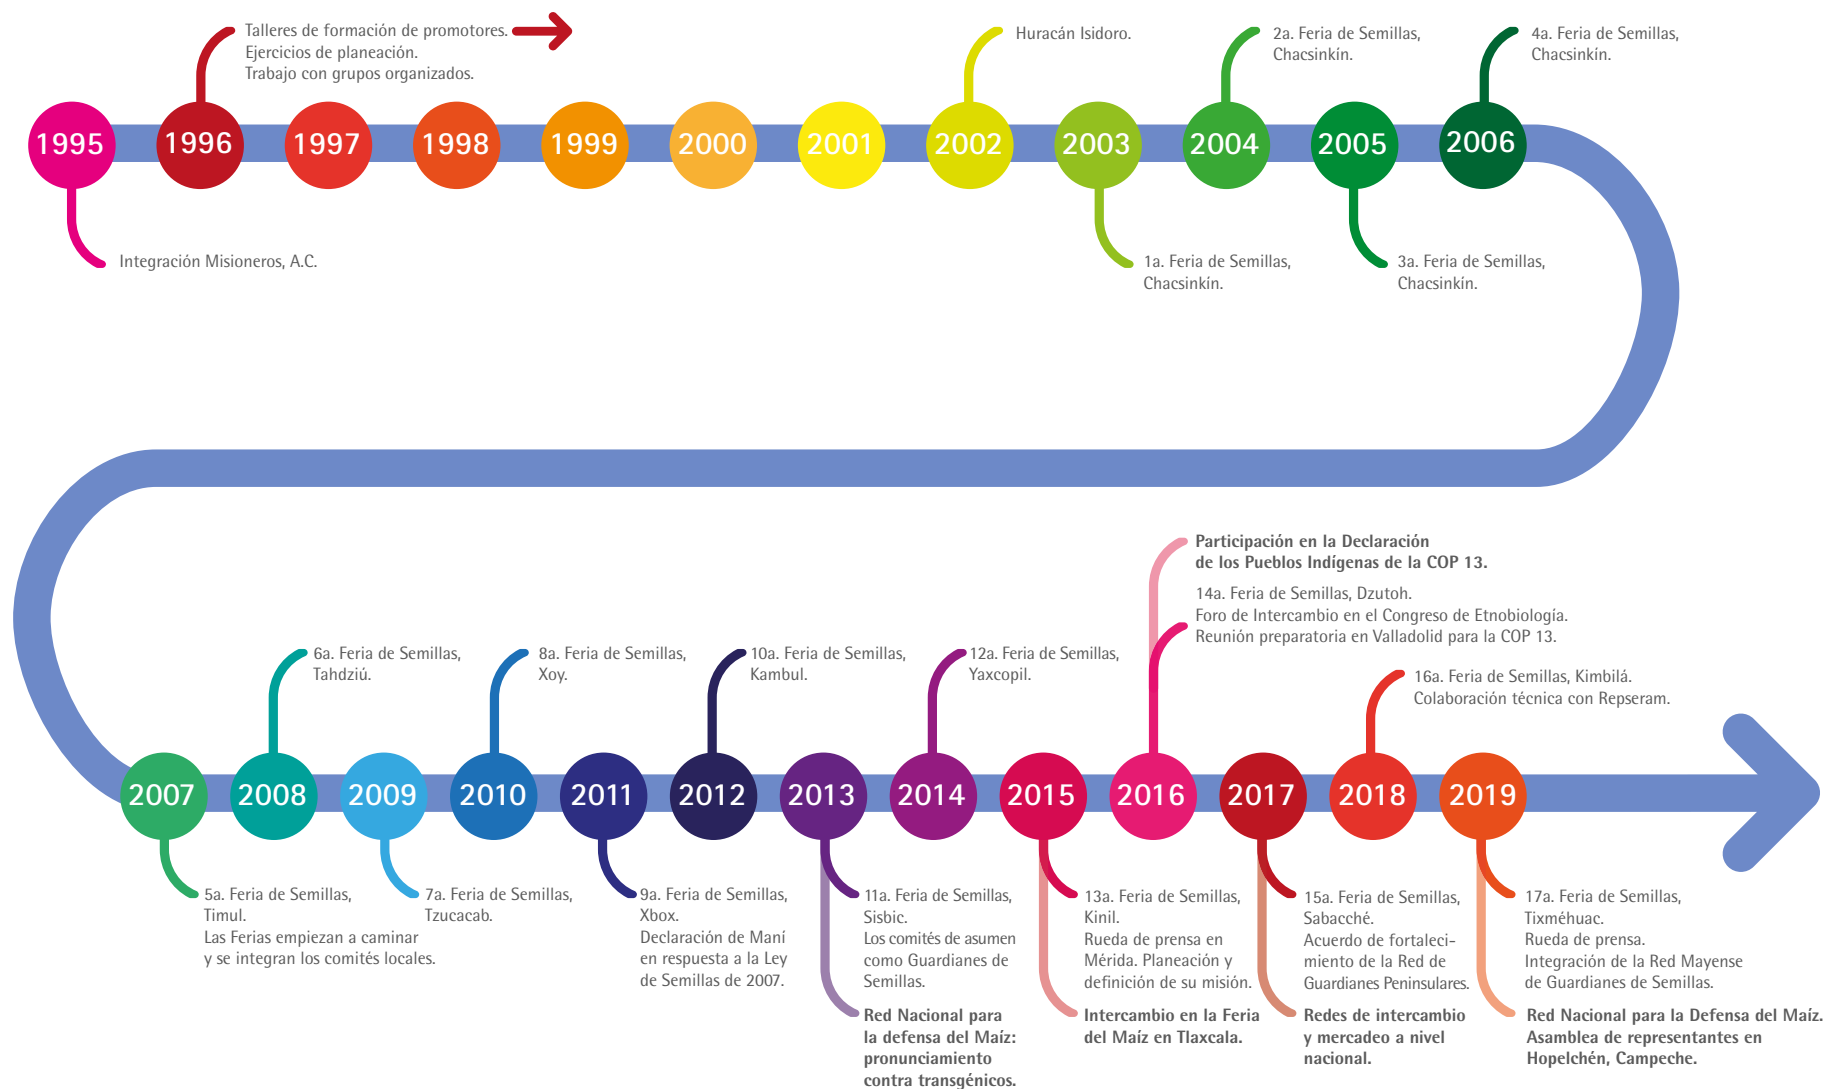 Talleres de formación de promotores.
Ejercicios de planeación.
Trabajo con grupos organizados.
Huracán Isidoro.
2a. Feria de Semillas,
Chacsinkín.
4a. Feria de Semillas,
Chacsinkín.
1995
1996
1997
1998
1999
2000
2001
2002
2003
2004
2005
2006
Integración Misioneros, A.C.
1a. Feria de Semillas,
Chacsinkín.
3a. Feria de Semillas,
Chacsinkín.
Participación en la Declaración
de los Pueblos Indígenas de la COP 13.
14a. Feria de Semillas, Dzutoh.
Foro de Intercambio en el Congreso de Etnobiología.
Reunión preparatoria en Valladolid para la COP 13.
6a. Feria de Semillas,
Tahdziú.
8a. Feria de Semillas,
Xoy.
10a. Feria de Semillas,
Kambul.
12a. Feria de Semillas,
Yaxcopil.
16a. Feria de Semillas, Kimbilá.
Colaboración técnica con Repseram.
2007
2008
2009
2010
2011
2012
2013
2014
2015
2016
2017
2018
2019
5a. Feria de Semillas,
Timul.
Las Ferias empiezan a caminar
y se integran los comités locales.
7a. Feria de Semillas,
Tzucacab.
9a. Feria de Semillas,
Xbox.
Declaración de Maní
en respuesta a la Ley
de Semillas de 2007.
11a. Feria de Semillas,
Sisbic.
Los comités de asumen
como Guardianes de
Semillas.
Red Nacional para
la defensa del Maíz:
pronunciamiento
contra transgénicos.
13a. Feria de Semillas,
Kinil.
Rueda de prensa en
Mérida. Planeación y
definición de su misión.
Intercambio en la Feria
del Maíz en Tlaxcala.
15a. Feria de Semillas,
Sabacché.
Acuerdo de fortaleci-
miento de la Red de
Guardianes Peninsulares.
Redes de intercambio
y mercadeo a nivel
nacional.
17a. Feria de Semillas,
Tixméhuac.
Rueda de prensa.
Integración de la Red Mayense
de Guardianes de Semillas.
Red Nacional para la Defensa del Maíz.
Asamblea de representantes en
Hopelchén, Campeche.